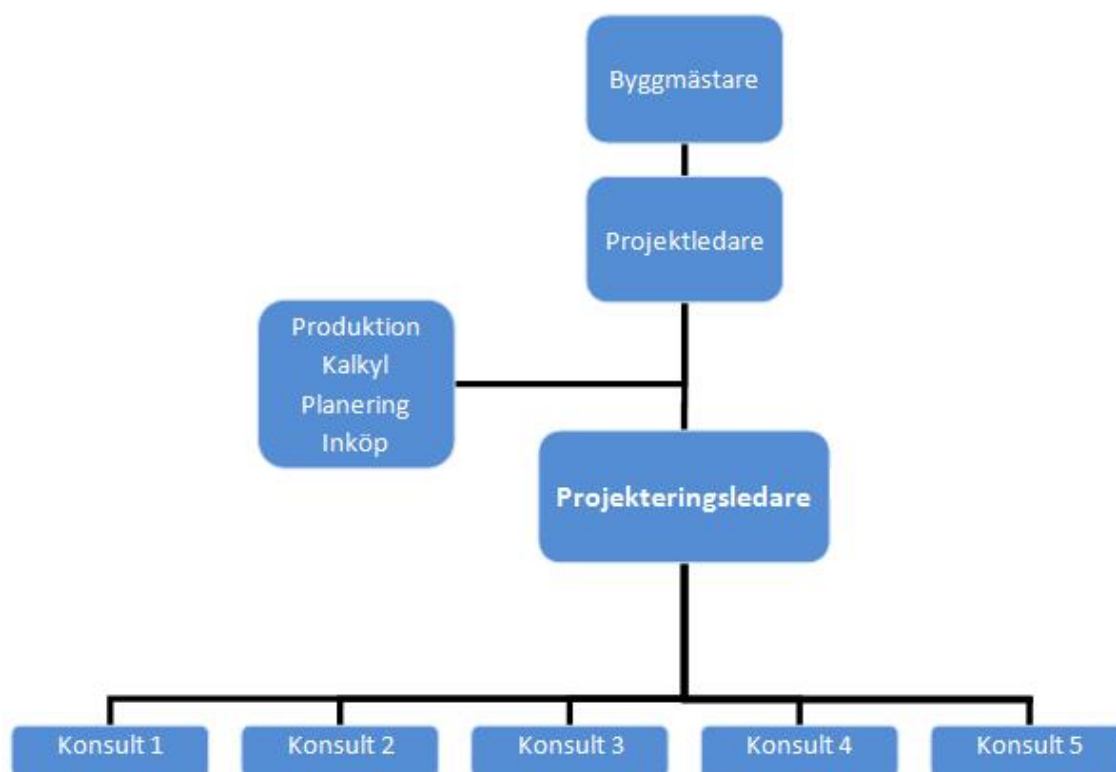 Byggmästare
Projektledare
Produktion
Kalkyl
Planering
Inköp
Projekteringsledare
Konsult 1
Konsult 2
Konsult 3
Konsult 4
Konsult 5